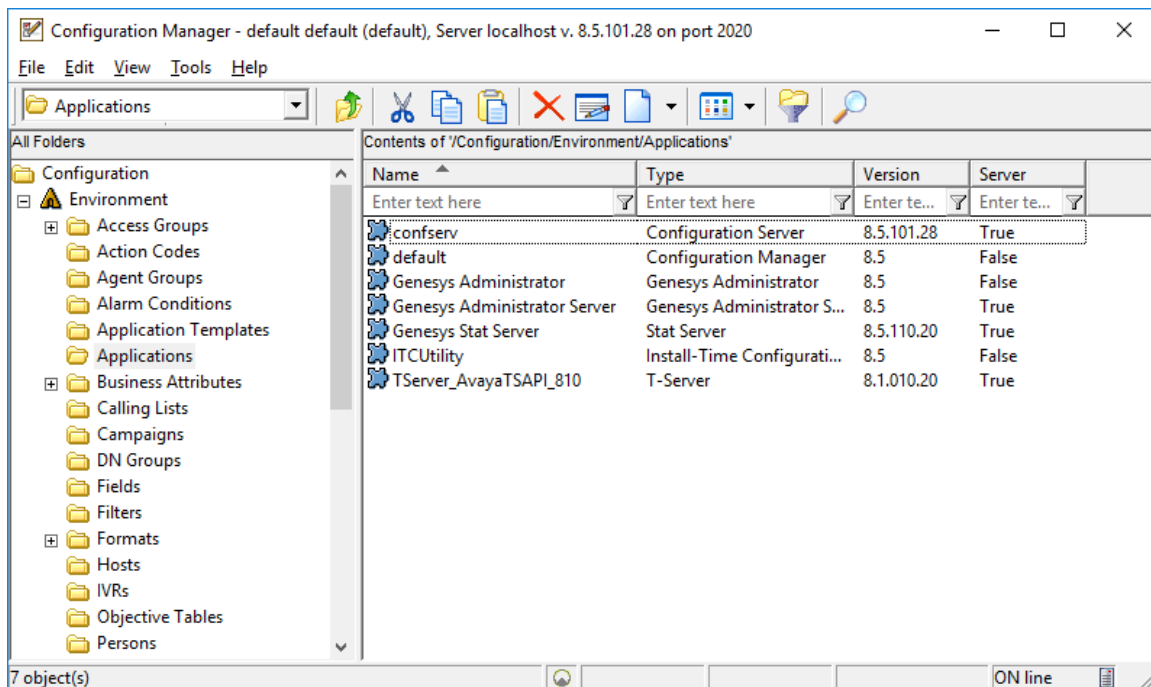 Configuration Manager - default default (default), Server localhost v. 8.5.101.28 on port 2020
File Edit View Tools Help
Applications
All Folders
Contents of '/Configuration/Environment/Applications'
Configuration
Environment
Access Groups
Action Codes
Agent Groups
Alarm Conditions
Application Templates
Applications
Business Attributes
Calling Lists
Campaigns
DN Groups
Fields
Filters
Formats
Hosts
IVRs
Objective Tables
Persons
Name Type Version Server
Enter text here Enter text here Enter te... Enter te...
confserv Configuration Server 8.5.101.28 True
default Configuration Manager 8.5 False
Genesys Administrator Genesys Administrator 8.5 False
Genesys Administrator Server Genesys Administrator S... 8.5 True
Genesys Stat Server Stat Server 8.5.110.20 True
ITCUtility Install-Time Configurati... 8.5 False
TServer_AvayaTSAPI_810 T-Server 8.1.010.20 True
7 object(s)
ON line